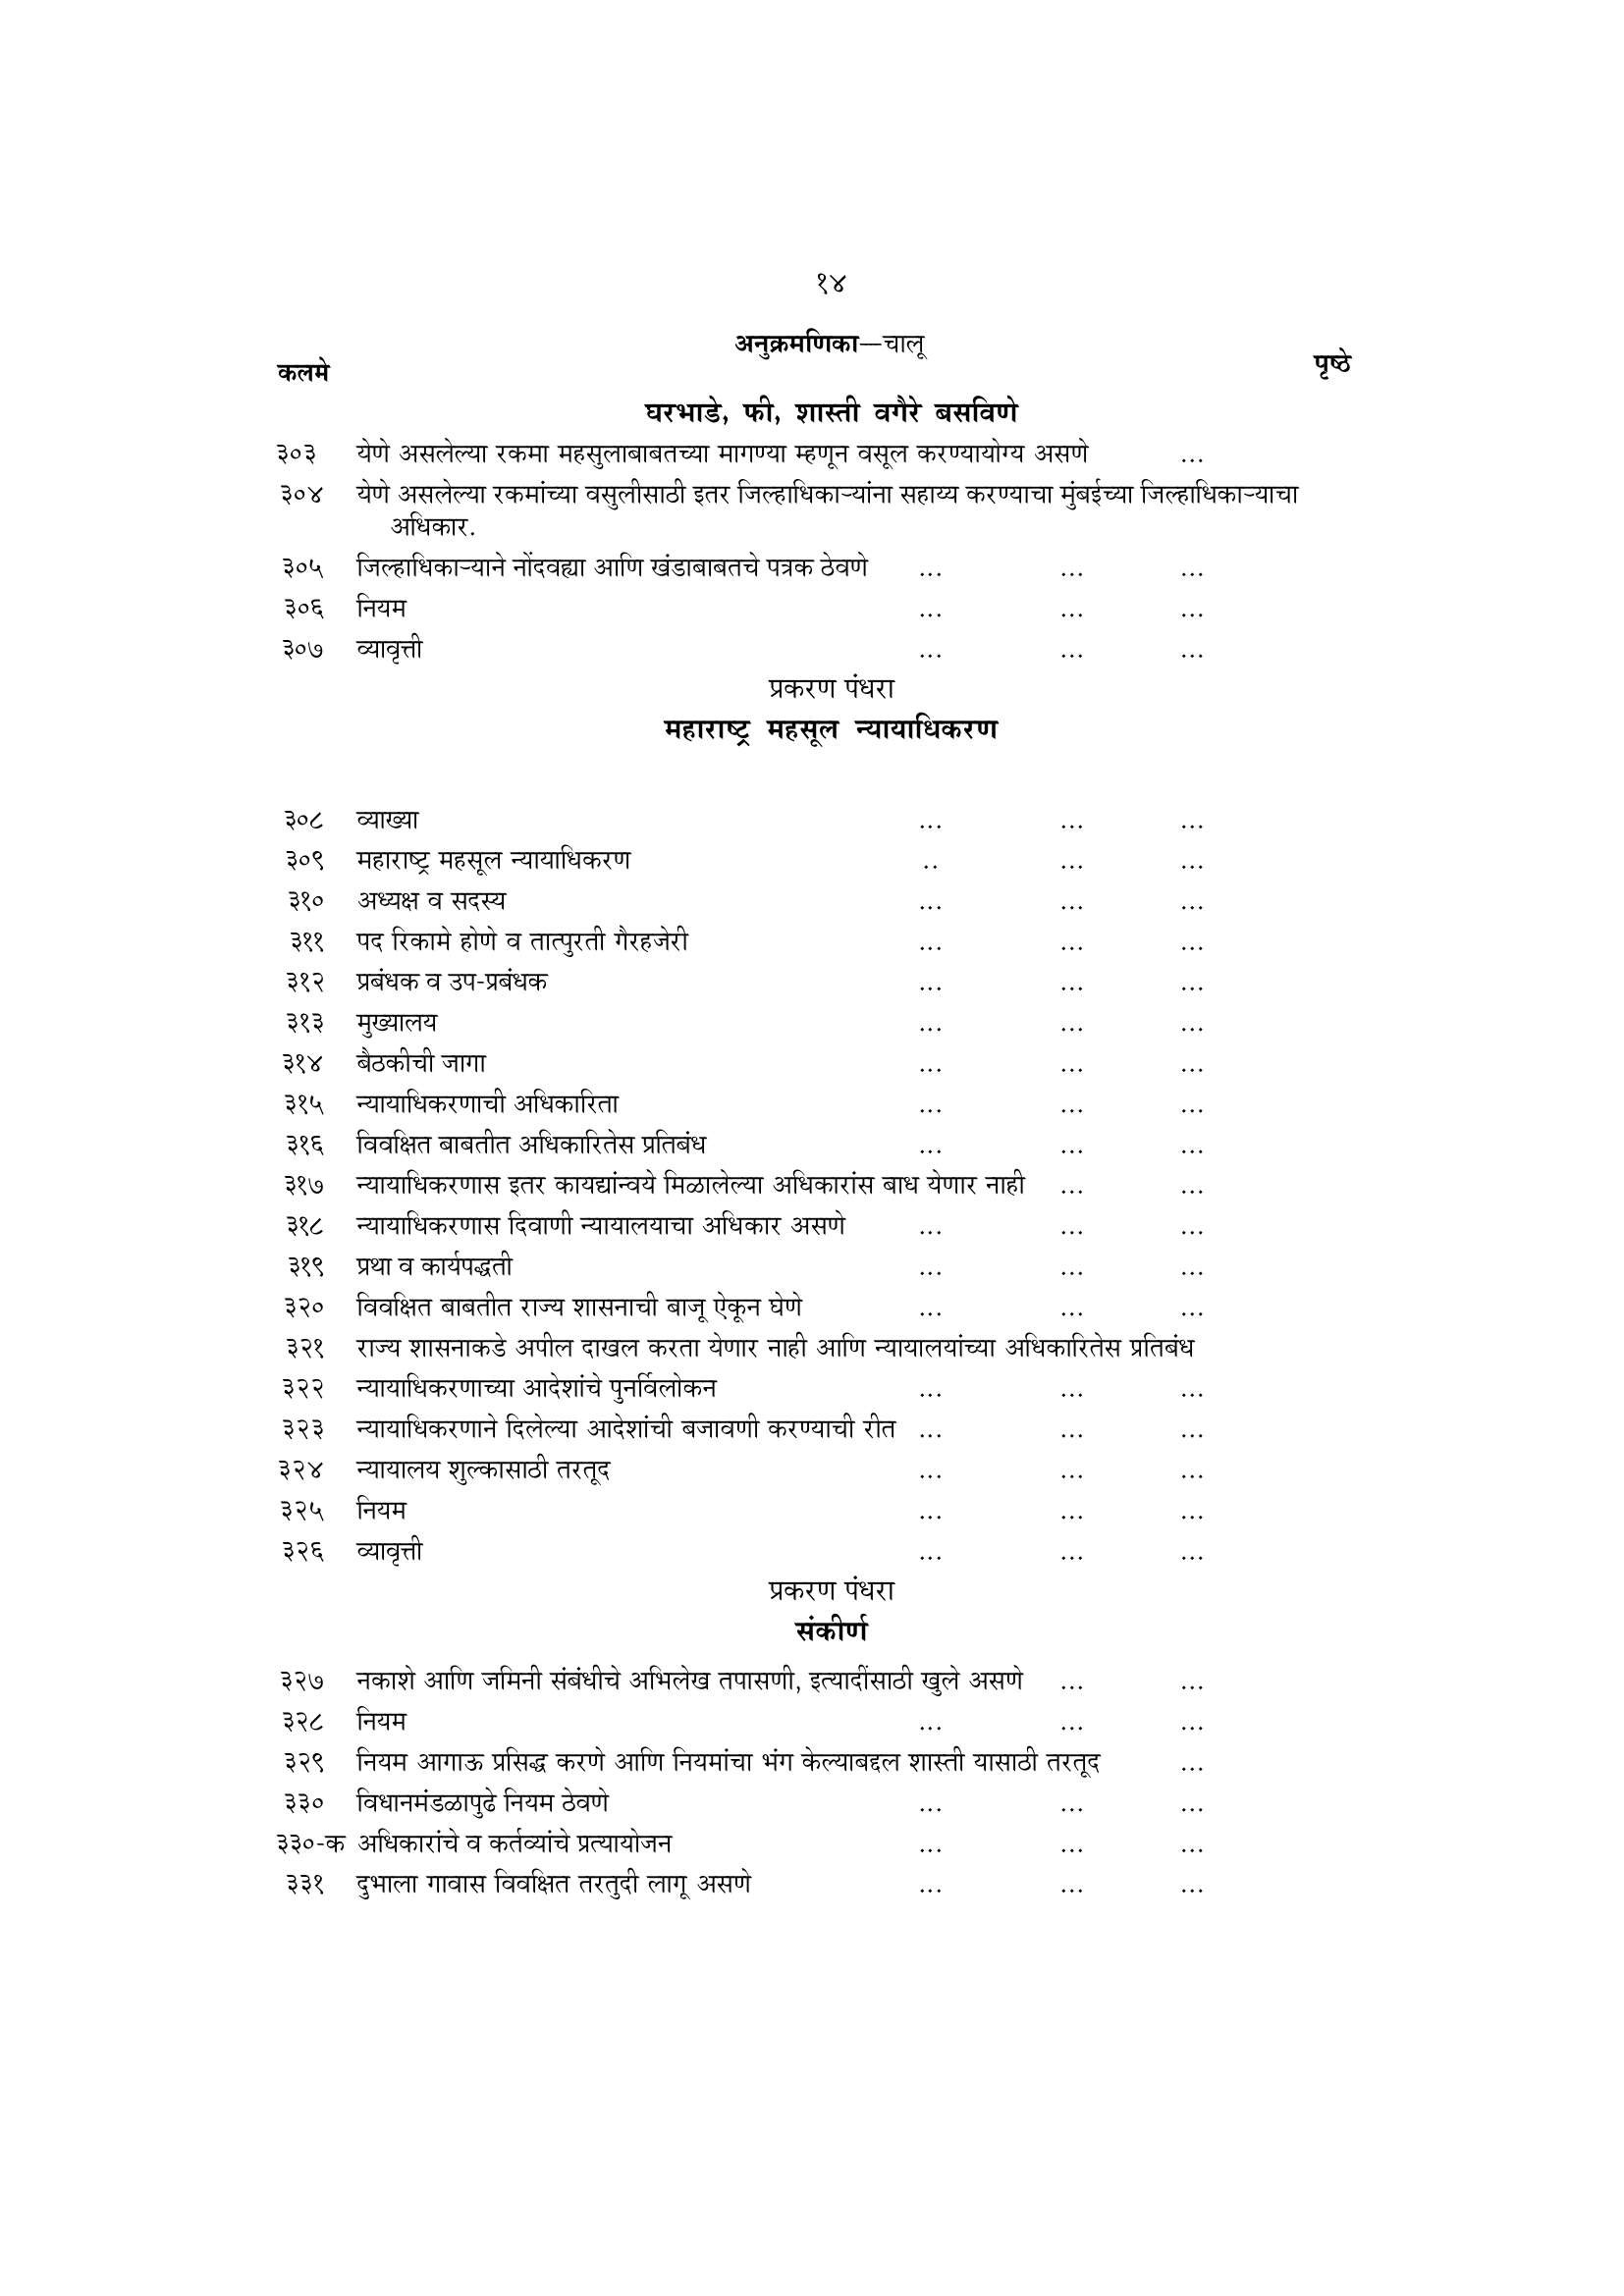 १४
अनुक्रमणिका—चालू
कलमे पृष्ठे
घरभाडे, फी, शास्ती वगैरे बसविणे
३०३ येणे असलेल्या रकमा महसुलाबाबतच्या मागण्या म्हणून वसूल करण्यायोग्य असणे ...
३०४ येणे असलेल्या रकमांच्या वसुलीसाठी इतर जिल्हाधिकाऱ्यांना सहाय्य करण्याचा मुंबईच्या जिल्हाधिकाऱ्याचा
अधिकार.
३०५ जिल्हाधिकाऱ्याने नोंदवह्या आणि खंडाबाबतचे पत्रक ठेवणे ... ... ...
३०६ नियम ... ... ...
३०७ व्यावृत्ती ... ... ...
प्रकरण पंधरा
महाराष्ट्र महसूल न्यायाधिकरण
३०८ व्याख्या ... ... ...
३०९ महाराष्ट्र महसूल न्यायाधिकरण .. ... ...
३१० अध्यक्ष व सदस्य ... ... ...
३११ पद रिकामे होणे व तात्पुरती गैरहजेरी ... ... ...
३१२ प्रबंधक व उप-प्रबंधक ... ... ...
३१३ मुख्यालय ... ... ...
३१४ बैठकीची जागा ... ... ...
३१५ न्यायाधिकरणाची अधिकारिता ... ... ...
३१६ विवक्षित बाबतीत अधिकारितेस प्रतिबंध ... ... ...
३१७ न्यायाधिकरणास इतर कायद्यांन्वये मिळालेल्या अधिकारांस बाध येणार नाही ... ...
३१८ न्यायाधिकरणास दिवाणी न्यायालयाचा अधिकार असणे ... ... ...
३१९ प्रथा व कार्यपद्धती ... ... ...
३२० विवक्षित बाबतीत राज्य शासनाची बाजू ऐकून घेणे ... ... ...
३२१ राज्य शासनाकडे अपील दाखल करता येणार नाही आणि न्यायालयांच्या अधिकारितेस प्रतिबंध
३२२ न्यायाधिकरणाच्या आदेशांचे पुनर्विलोकन ... ... ...
३२३ न्यायाधिकरणाने दिलेल्या आदेशांची बजावणी करण्याची रीत ... ... ...
३२४ न्यायालय शुल्कासाठी तरतूद ... ... ...
३२५ नियम ... ... ...
३२६ व्यावृत्ती ... ... ...
प्रकरण पंधरा
संकीर्ण
३२७ नकाशे आणि जमिनी संबंधीचे अभिलेख तपासणी, इत्यादींसाठी खुले असणे ... ...
३२८ नियम ... ... ...
३२९ नियम आगाऊ प्रसिद्ध करणे आणि नियमांचा भंग केल्याबद्दल शास्ती यासाठी तरतूद ...
३३० विधानमंडळापुढे नियम ठेवणे ... ... ...
३३०-क अधिकारांचे व कर्तव्यांचे प्रत्यायोजन ... ... ...
३३१ दुभाला गावास विवक्षित तरतुदी लागू असणे ... ... ...